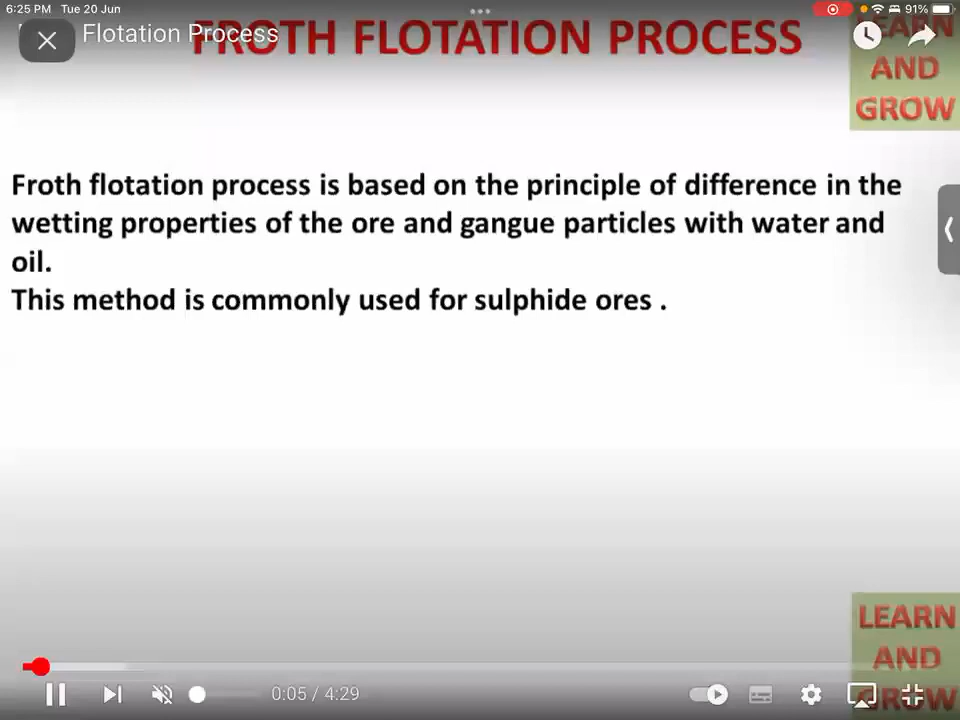 6:25 PM Tue 20 Jun
91%
Flotation Process
FROTH FLOTATION PROCESS
LEARN
AND
GROW
Froth flotation process is based on the principle of difference in the
wetting properties of the ore and gangue particles with water and
oil.
This method is commonly used for sulphide ores .
LEARN
AND
GROW
0:05 / 4:29